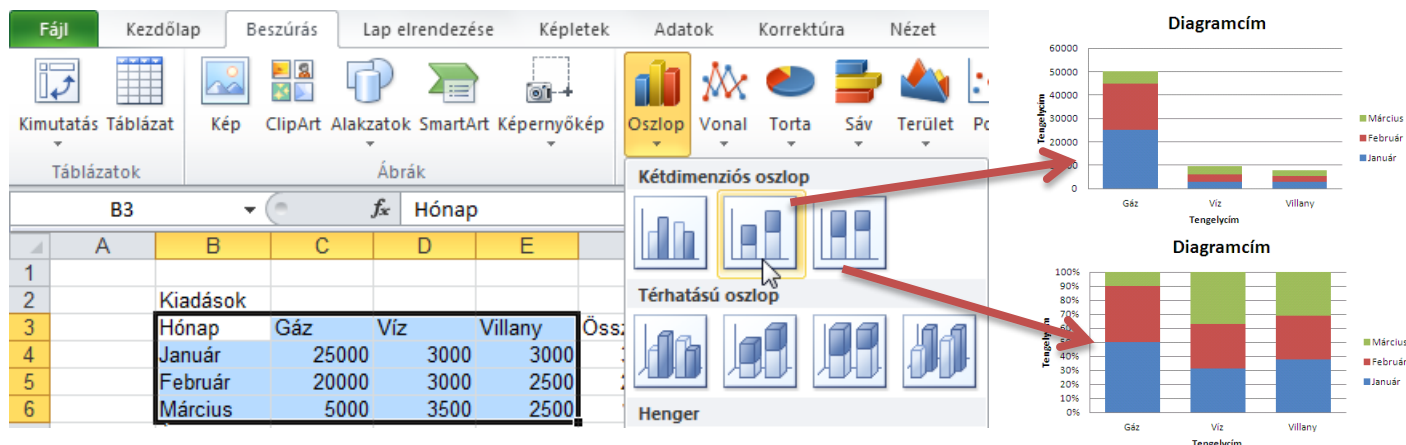 Fájl Kezdőlap Beszúrás Lap elrendezése Képletek Adatok Korrektúra Nézet
Kimutatás Táblázat Kép ClipArt Alakzatok SmartArt Képernyőkép Oszlop Vonal Torta Sáv Terület
Táblázatok Ábrák
B3 fx Hónap
A B C D E
1
2 Kiadások
3 Hónap Gáz Víz Villany
4 Január 25000 3000 3000
5 Február 20000 3000 2500
6 Március 5000 3500 2500
Kétdimenziós oszlop
Térhatású oszlop
Henger
Diagramcím
60000
50000
40000
30000
20000
0
Tengelycím
Gáz Víz Villany
Tengelycím
Március
Február
Január
Diagramcím
100%
90%
80%
70%
60%
40%
30%
20%
10%
0%
Tengelycím
Gáz Víz Villany
Tengelycím
Március
Február
Január